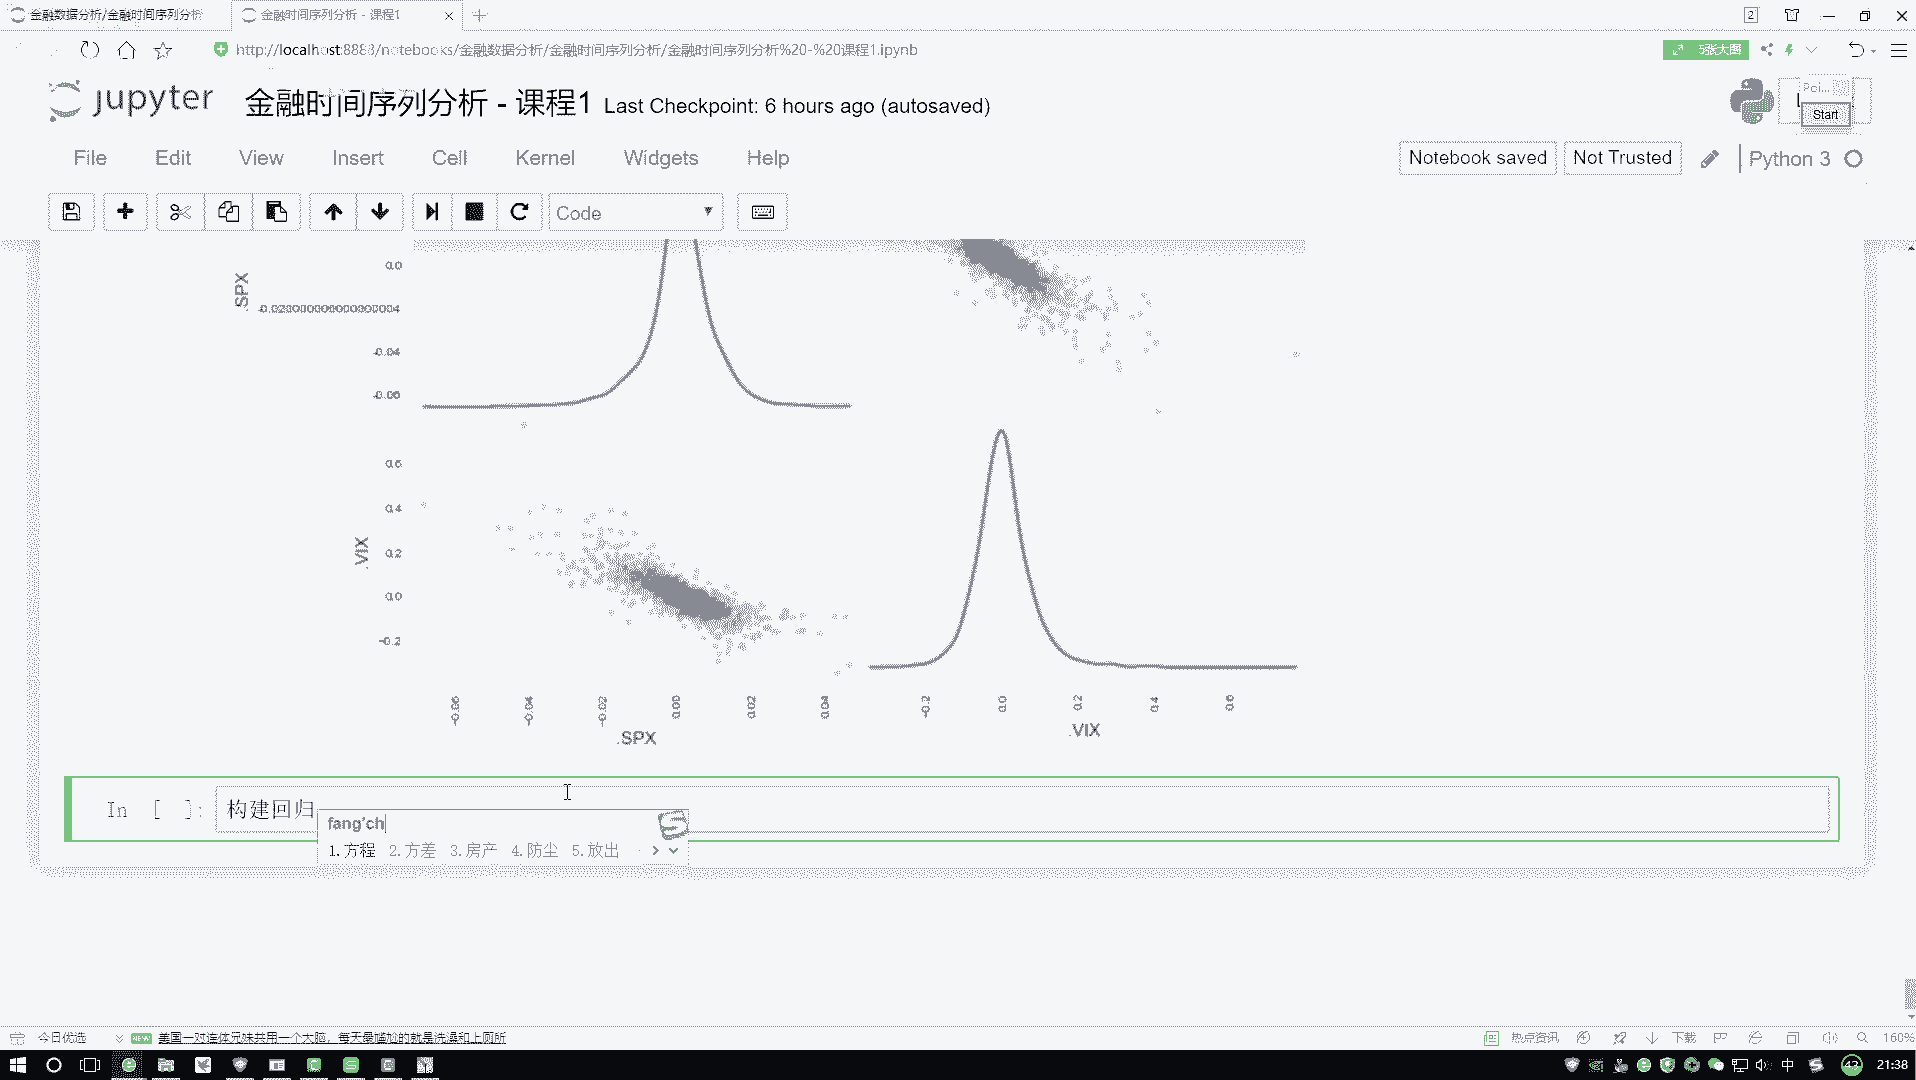 金融数据分析/金融时间序列分析
金融时间序列分析 - 课程1
2
http://localhost:8888/notebooks/金融数据分析/金融时间序列分析/金融时间序列分析%20-%20课程1.ipynb
5张大图
jupyter 金融时间序列分析 - 课程1 Last Checkpoint: 6 hours ago (autosaved)
Poi...
Start
File Edit View Insert Cell Kernel Widgets Help
Notebook saved Not Trusted Python 3
Code
.SPX
0.0
-0.020000000000000004
-0.04
-0.06
.VIX
0.6
0.4
0.2
0.0
-0.2
-0.06 -0.04 -0.02 0.00 0.02 0.04 -0.2 0.0 0.2 0.4 0.6
.SPX .VIX
In [ ]: 构建回归
fang'ch
1.方程 2.方差 3.房产 4.防尘 5.放出
今日优选 NEW 美国一对连体兄妹共用一个大脑，每天最尴尬的就是洗澡和上厕所 热点资讯 下载 160%
中 43 21:38